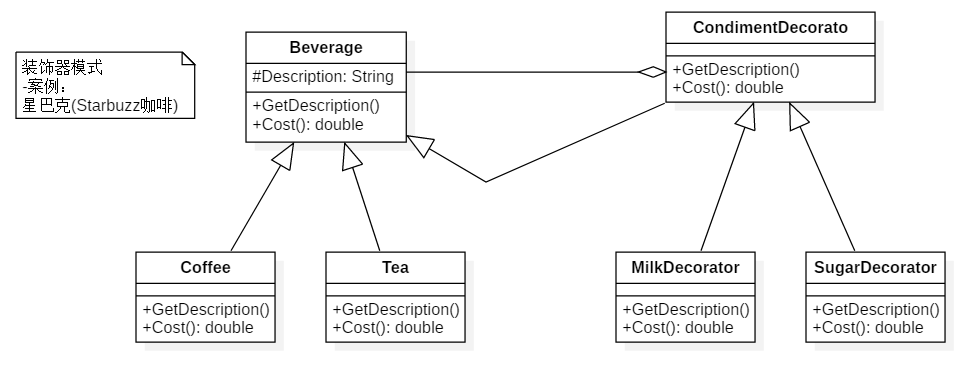 装饰器模式
-案例：
星巴克(Starbuzz咖啡)
Beverage
#Description: String
+GetDescription()
+Cost(): double
CondimentDecorato
+GetDescription()
+Cost(): double
Coffee
+GetDescription()
+Cost(): double
Tea
+GetDescription()
+Cost(): double
MilkDecorator
+GetDescription()
+Cost(): double
SugarDecorator
+GetDescription()
+Cost(): double